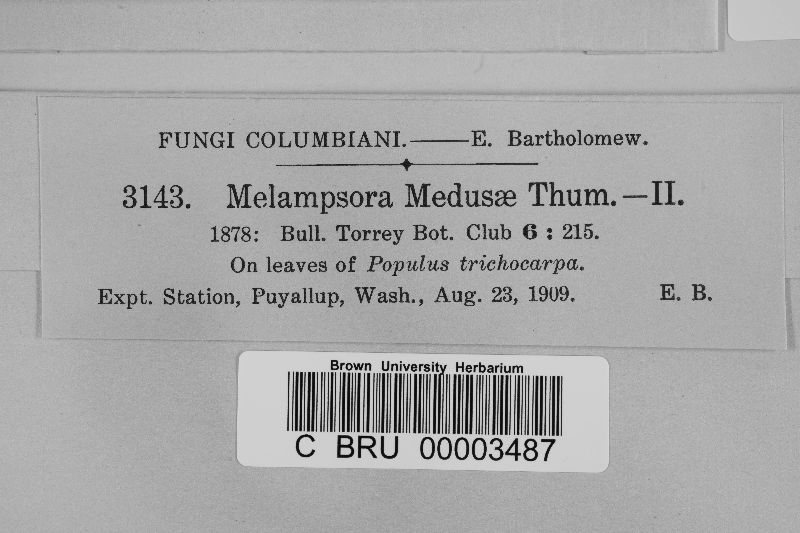 FUNGI COLUMBIANI.——E. Bartholomew.
3143. Melampsora Medusæ Thum.—II.
1878: Bull. Torrey Bot. Club 6 : 215.
On leaves of Populus trichocarpa.
Expt. Station, Puyallup, Wash., Aug. 23, 1909. E. B.
Brown University Herbarium
C BRU 00003487